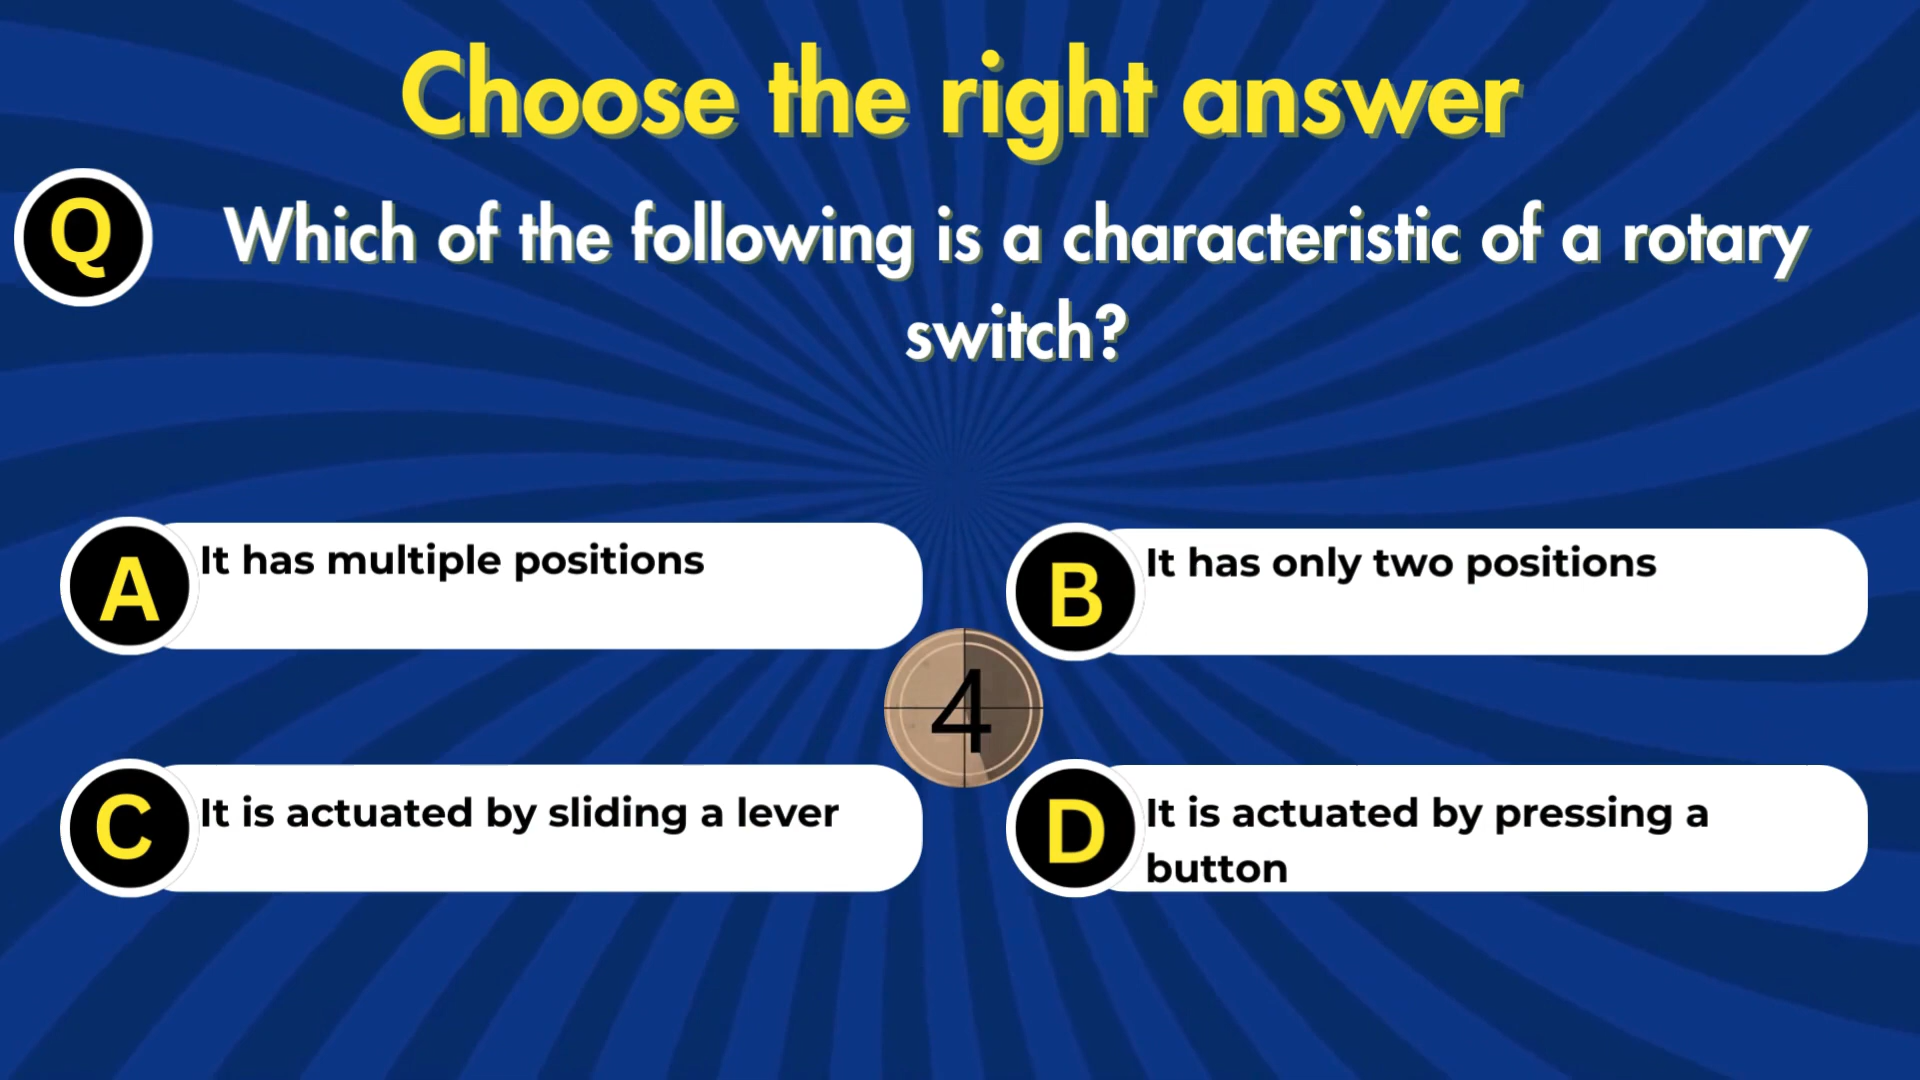 Choose the right answer
Q
Which of the following is a characteristic of a rotary
switch?
A
It has multiple positions
B
It has only two positions
4
C
It is actuated by sliding a lever
D
It is actuated by pressing a
button